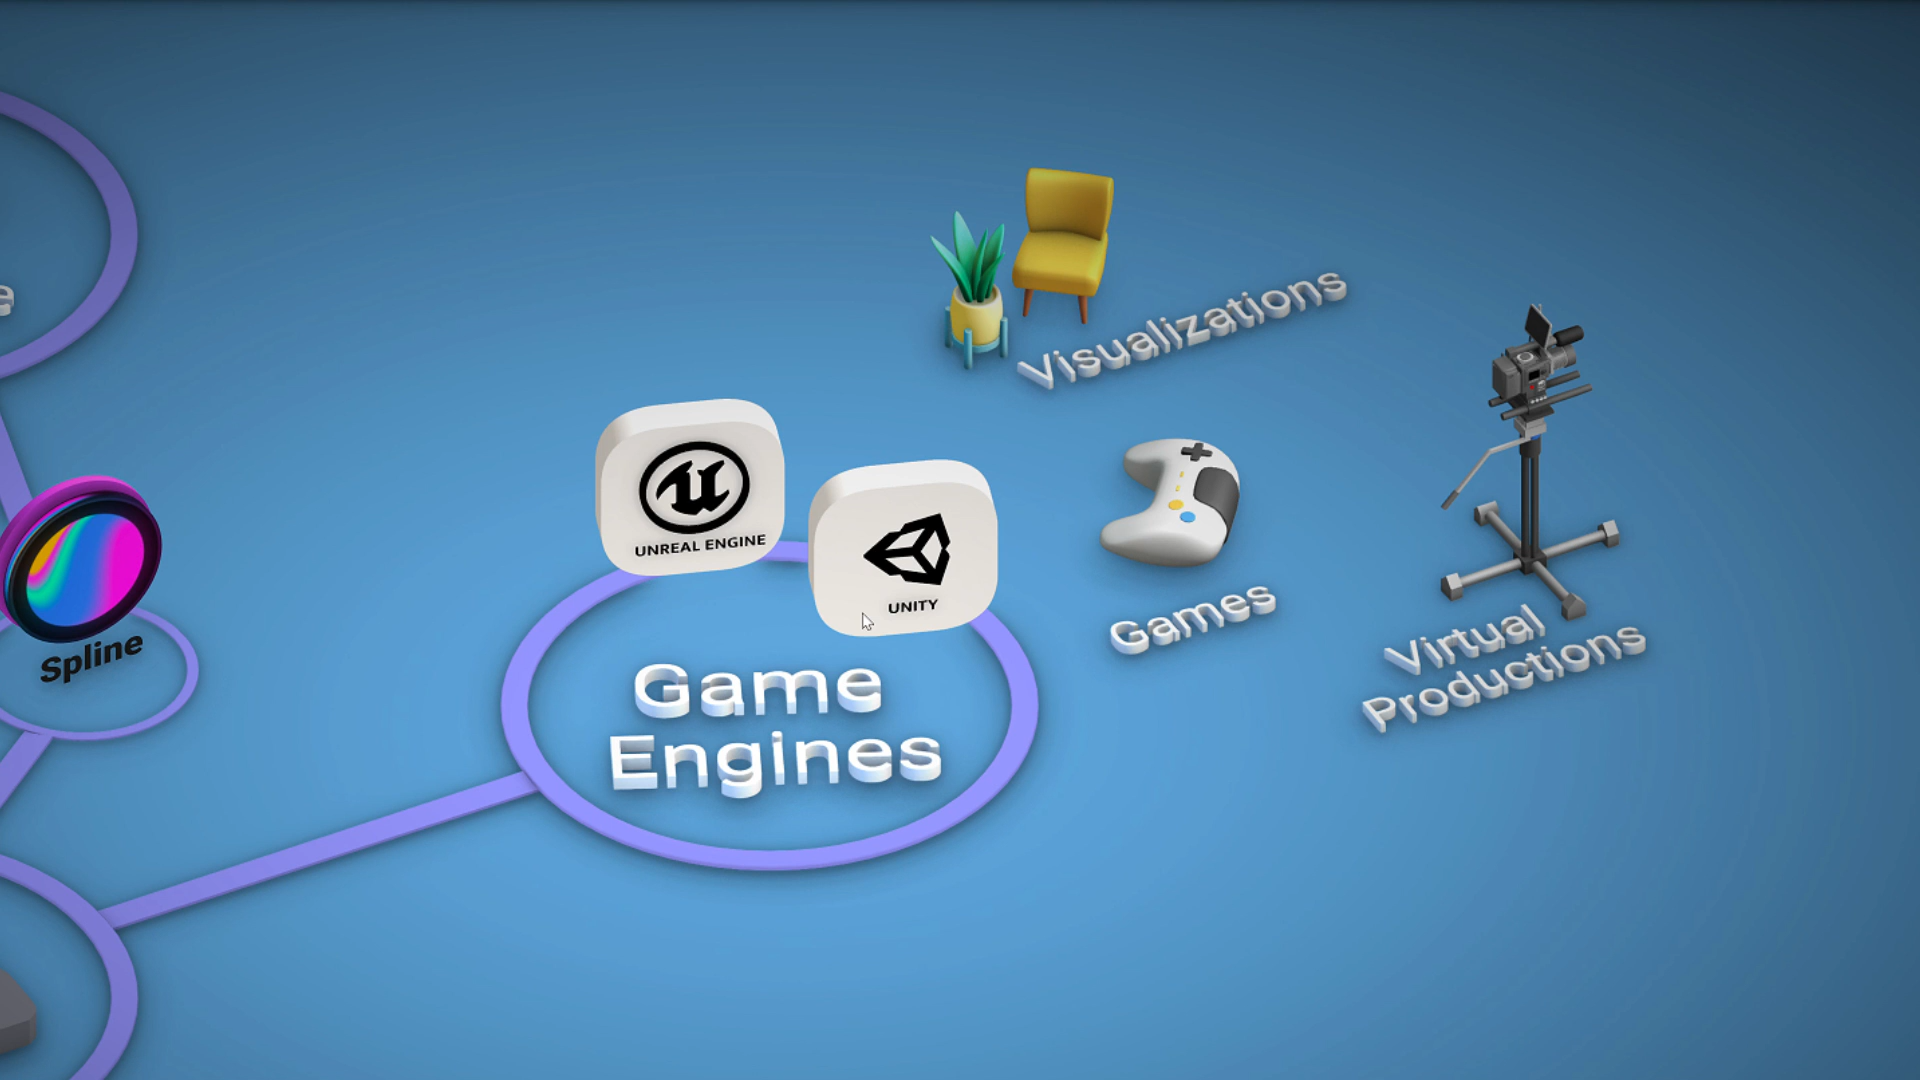 Visualizations
UNREAL ENGINE
UNITY
Games
Virtual
Productions
Spline
Game
Engines